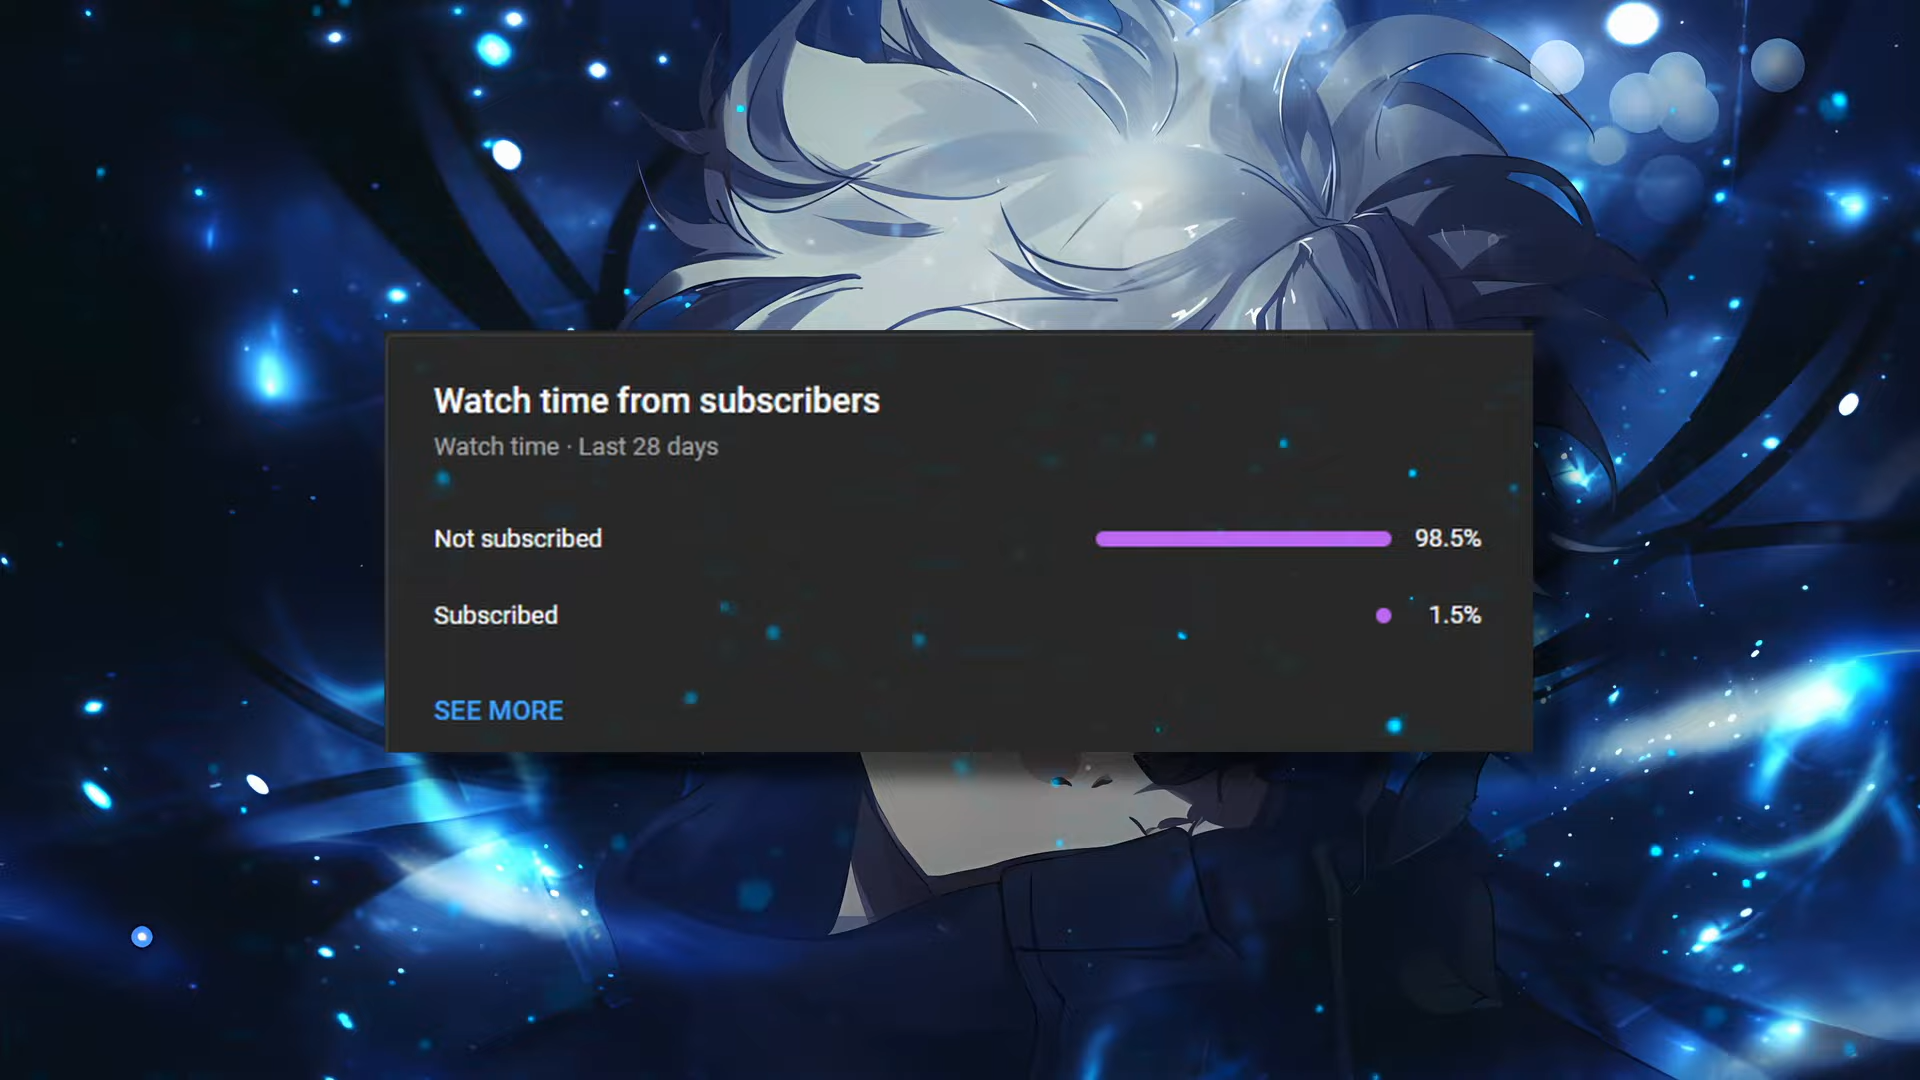 Watch time from subscribers
Watch time · Last 28 days
Not subscribed 98.5%
Subscribed 1.5%
SEE MORE